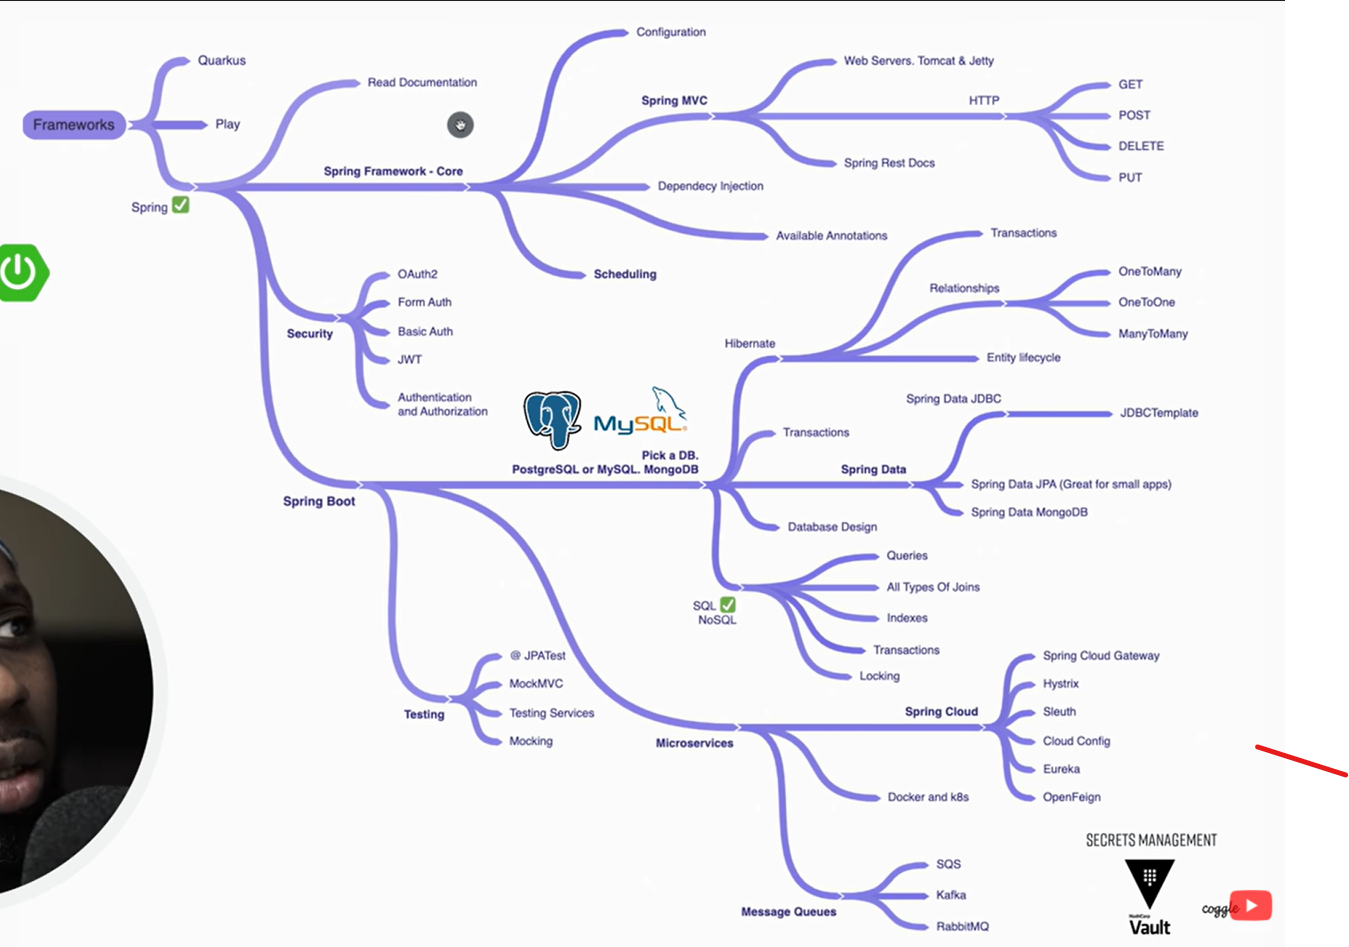 Configuration
Quarkus
Read Documentation
Web Servers. Tomcat & Jetty
GET
Spring MVC
HTTP
POST
Frameworks
Play
DELETE
Spring Framework - Core
Spring Rest Docs
PUT
Dependecy Injection
Spring ✅
Available Annotations
Transactions
OAuth2
Scheduling
OneToMany
Relationships
Form Auth
OneToOne
Security
Basic Auth
ManyToMany
Hibernate
JWT
Entity lifecycle
Authentication
and Authorization
Spring Data JDBC
JDBCTemplate
MySQL®
Transactions
Pick a DB.
PostgreSQL or MySQL. MongoDB
Spring Data
Spring Data JPA (Great for small apps)
Spring Boot
Spring Data MongoDB
Database Design
Queries
All Types Of Joins
SQL ✅
NoSQL
Indexes
Transactions
Locking
@ JPATest
MockMVC
Testing
Testing Services
Mocking
Spring Cloud Gateway
Hystrix
Spring Cloud
Sleuth
Microservices
Cloud Config
Eureka
Docker and k8s
OpenFeign
SECRETS MANAGEMENT
SQS
Kafka
Message Queues
RabbitMQ
HashiCorp
Vault
coggle